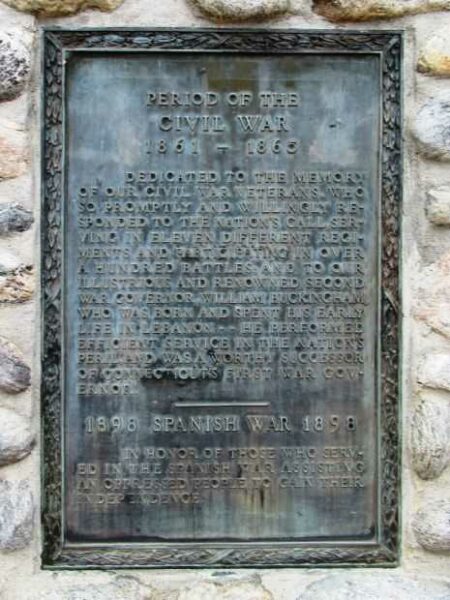 PERIOD OF THE
CIVIL WAR
1861 - 1865
DEDICATED TO THE MEMORY
OF OUR CIVIL WAR VETERANS, WHO
SO PROMPTLY AND WILLINGLY RE-
SPONDED TO THE NATION'S CALL, SER-
VING IN ELEVEN DIFFERENT REGI-
MENTS AND PARTICIPATING IN OVER
A HUNDRED BATTLES, AND TO OUR
ILLUSTRIOUS AND RENOWNED SECOND
WAR GOVERNOR, WILLIAM BUCKINGHAM,
WHO WAS BORN AND SPENT HIS EARLY
LIFE IN LEBANON -- HE PERFORMED
EFFICIENT SERVICE IN THE NATION'S
PERIL AND WAS A WORTHY SUCCESSOR
OF CONNECTICUT'S FIRST WAR GOV-
ERNOR.
1898 SPANISH WAR 1898
IN HONOR OF THOSE WHO SERV-
ED IN THE SPANISH WAR, ASSISTING
AN OPPRESSED PEOPLE TO GAIN THEIR
INDEPENDENCE.